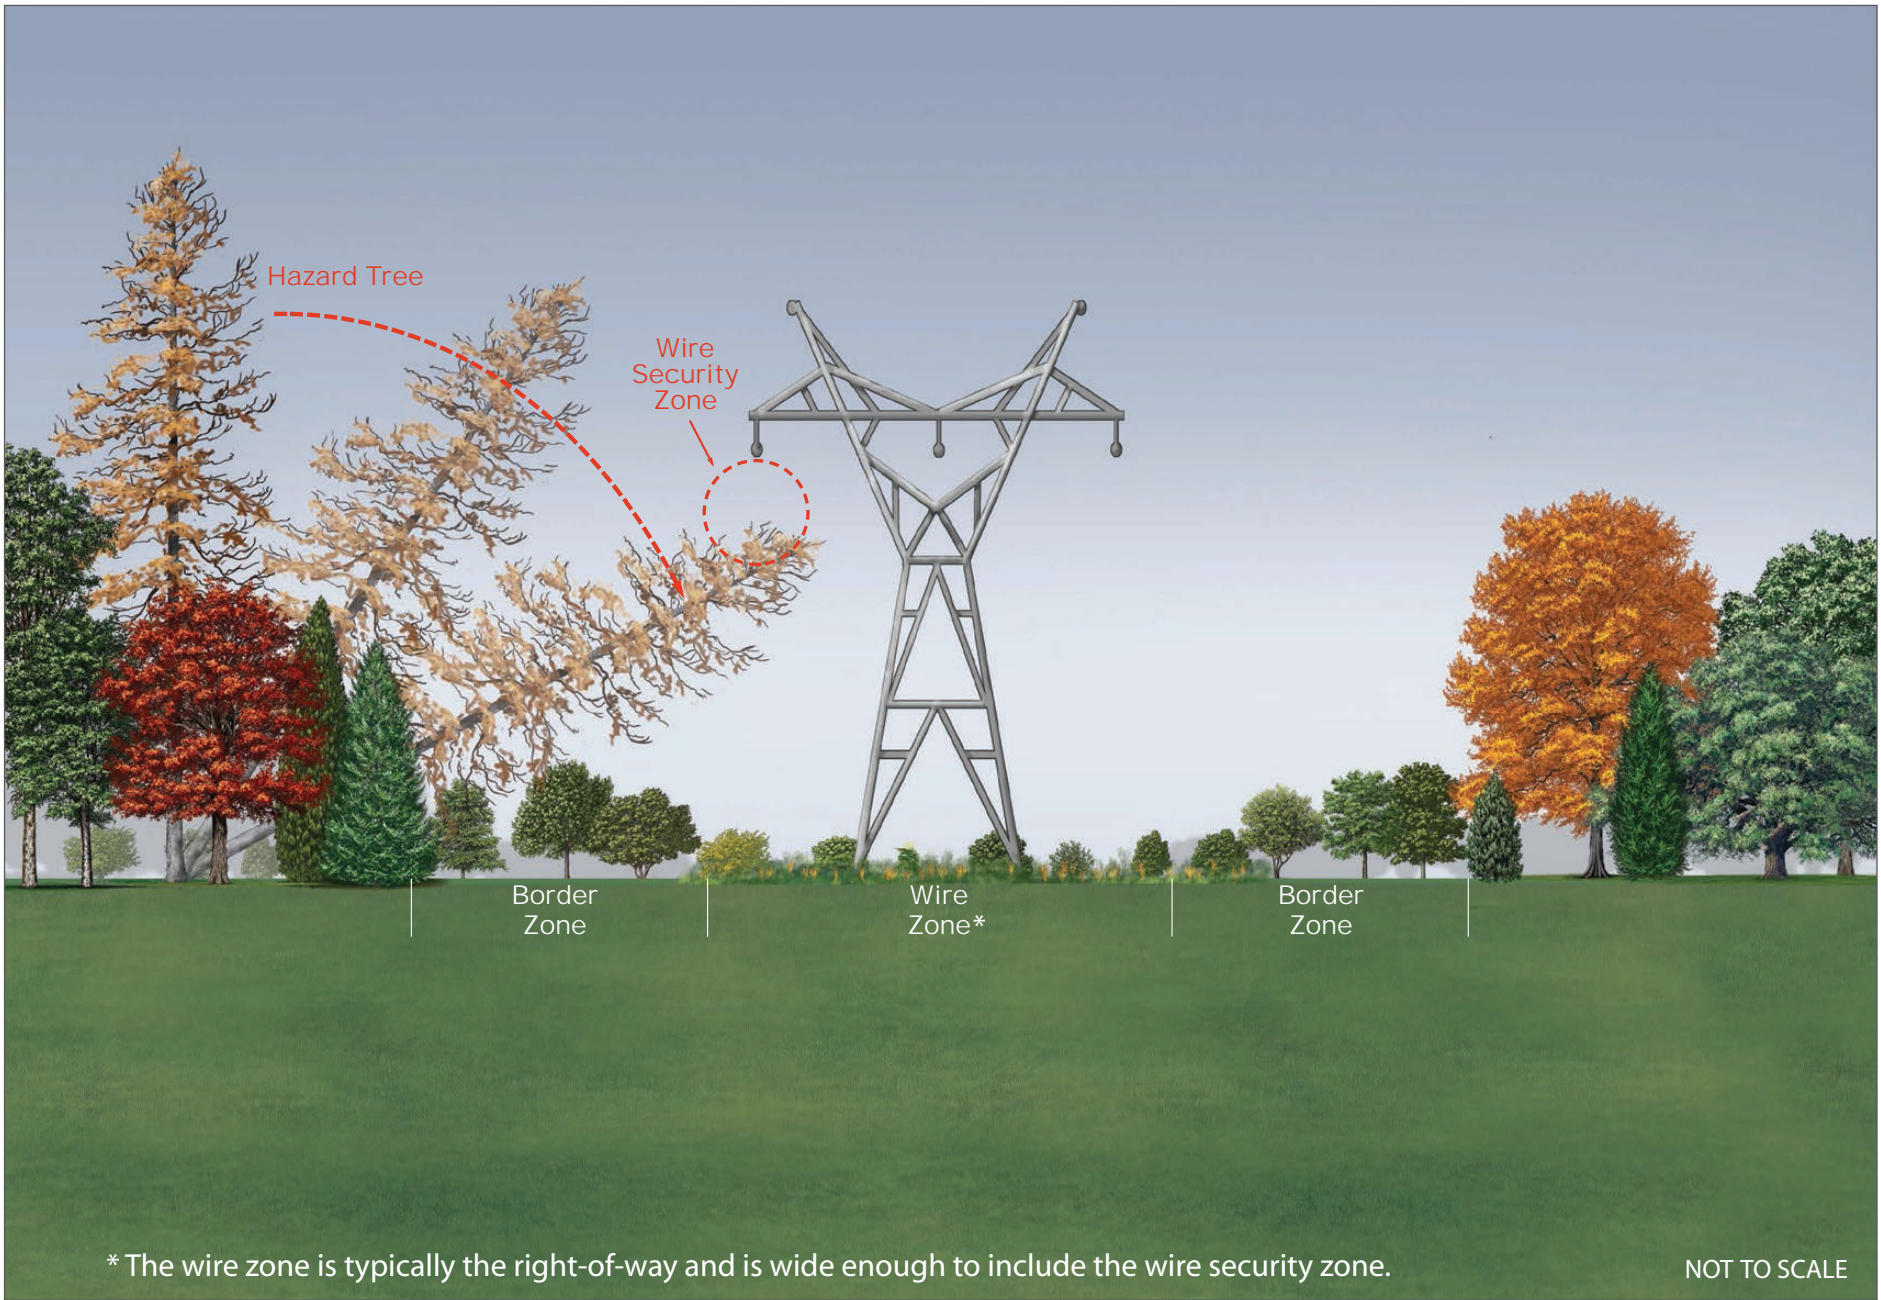 Hazard Tree
Wire
Security
Zone
Border
Zone
Wire
Zone*
Border
Zone
* The wire zone is typically the right-of-way and is wide enough to include the wire security zone.
NOT TO SCALE